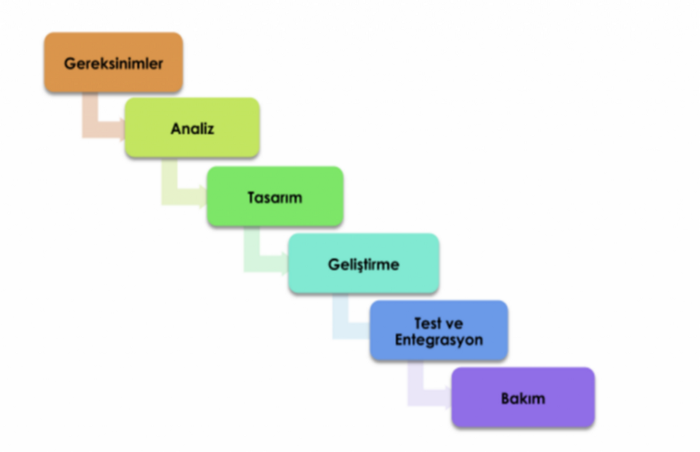 Gereksinimler
Analiz
Tasarım
Geliştirme
Test ve
Entegrasyon
Bakım